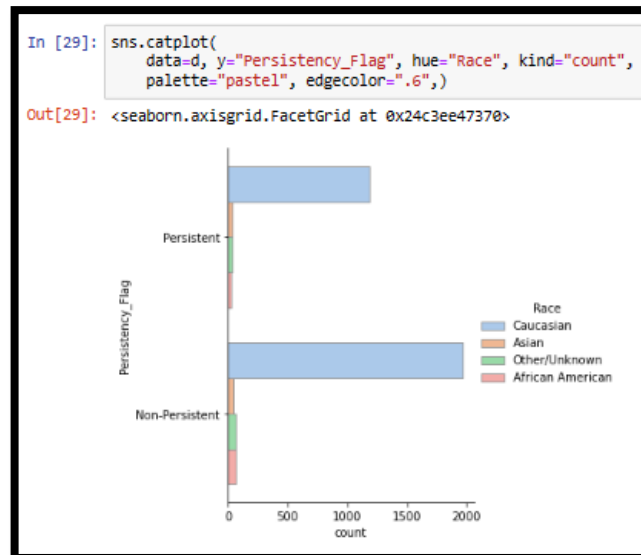 In [29]: sns.catplot(
data=d, y="Persistency_Flag", hue="Race", kind="count",
palette="pastel", edgecolor=".6",)
Out[29]: <seaborn.axisgrid.FacetGrid at 0x24c3ee47370>
Persistent
Persistency_Flag
Non-Persistent
Race
Caucasian
Asian
Other/Unknown
African American
0 500 1000 1500 2000
count